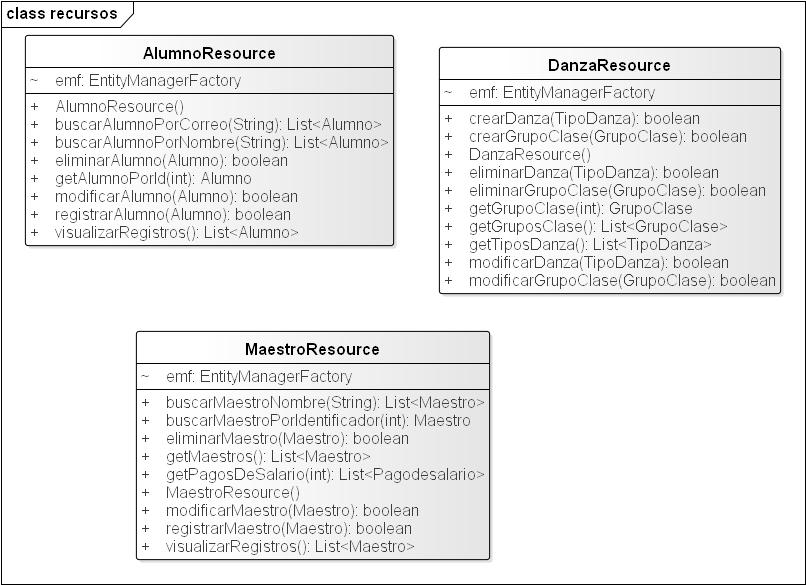 class recursos
AlumnoResource
~ emf: EntityManagerFactory
+ AlumnoResource()
+ buscarAlumnoPorCorreo(String): List<Alumno>
+ buscarAlumnoPorNombre(String): List<Alumno>
+ eliminarAlumno(Alumno): boolean
+ getAlumnoPorId(int): Alumno
+ modificarAlumno(Alumno): boolean
+ registrarAlumno(Alumno): boolean
+ visualizarRegistros(): List<Alumno>
DanzaResource
~ emf: EntityManagerFactory
+ crearDanza(TipoDanza): boolean
+ crearGrupoClase(GrupoClase): boolean
+ DanzaResource()
+ eliminarDanza(TipoDanza): boolean
+ eliminarGrupoClase(GrupoClase): boolean
+ getGrupoClase(int): GrupoClase
+ getGruposClase(): List<GrupoClase>
+ getTiposDanza(): List<TipoDanza>
+ modificarDanza(TipoDanza): boolean
+ modificarGrupoClase(GrupoClase): boolean
MaestroResource
~ emf: EntityManagerFactory
+ buscarMaestroNombre(String): List<Maestro>
+ buscarMaestroPorIdentificador(int): Maestro
+ eliminarMaestro(Maestro): boolean
+ getMaestros(): List<Maestro>
+ getPagosDeSalario(int): List<Pagodesalario>
+ MaestroResource()
+ modificarMaestro(Maestro): boolean
+ registrarMaestro(Maestro): boolean
+ visualizarRegistros(): List<Maestro>